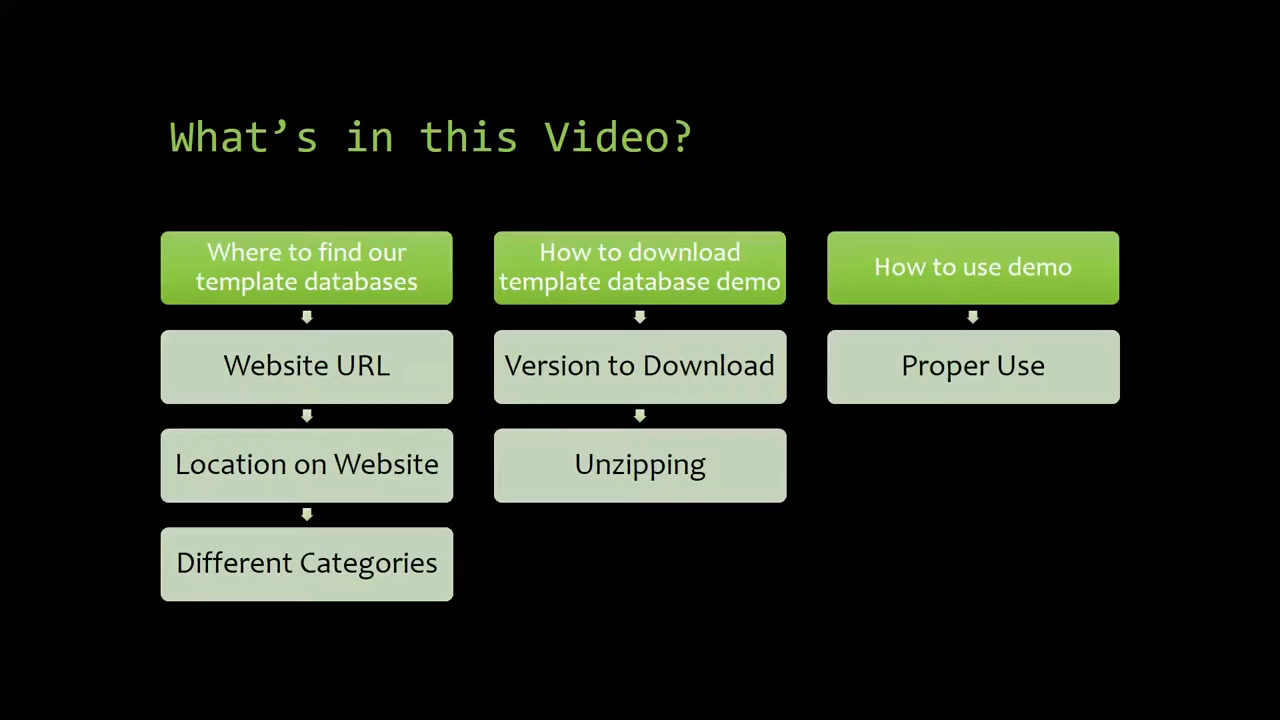 What’s in this Video?
Where to find our
template databases
Website URL
Location on Website
Different Categories
How to download
template database demo
Version to Download
Unzipping
How to use demo
Proper Use